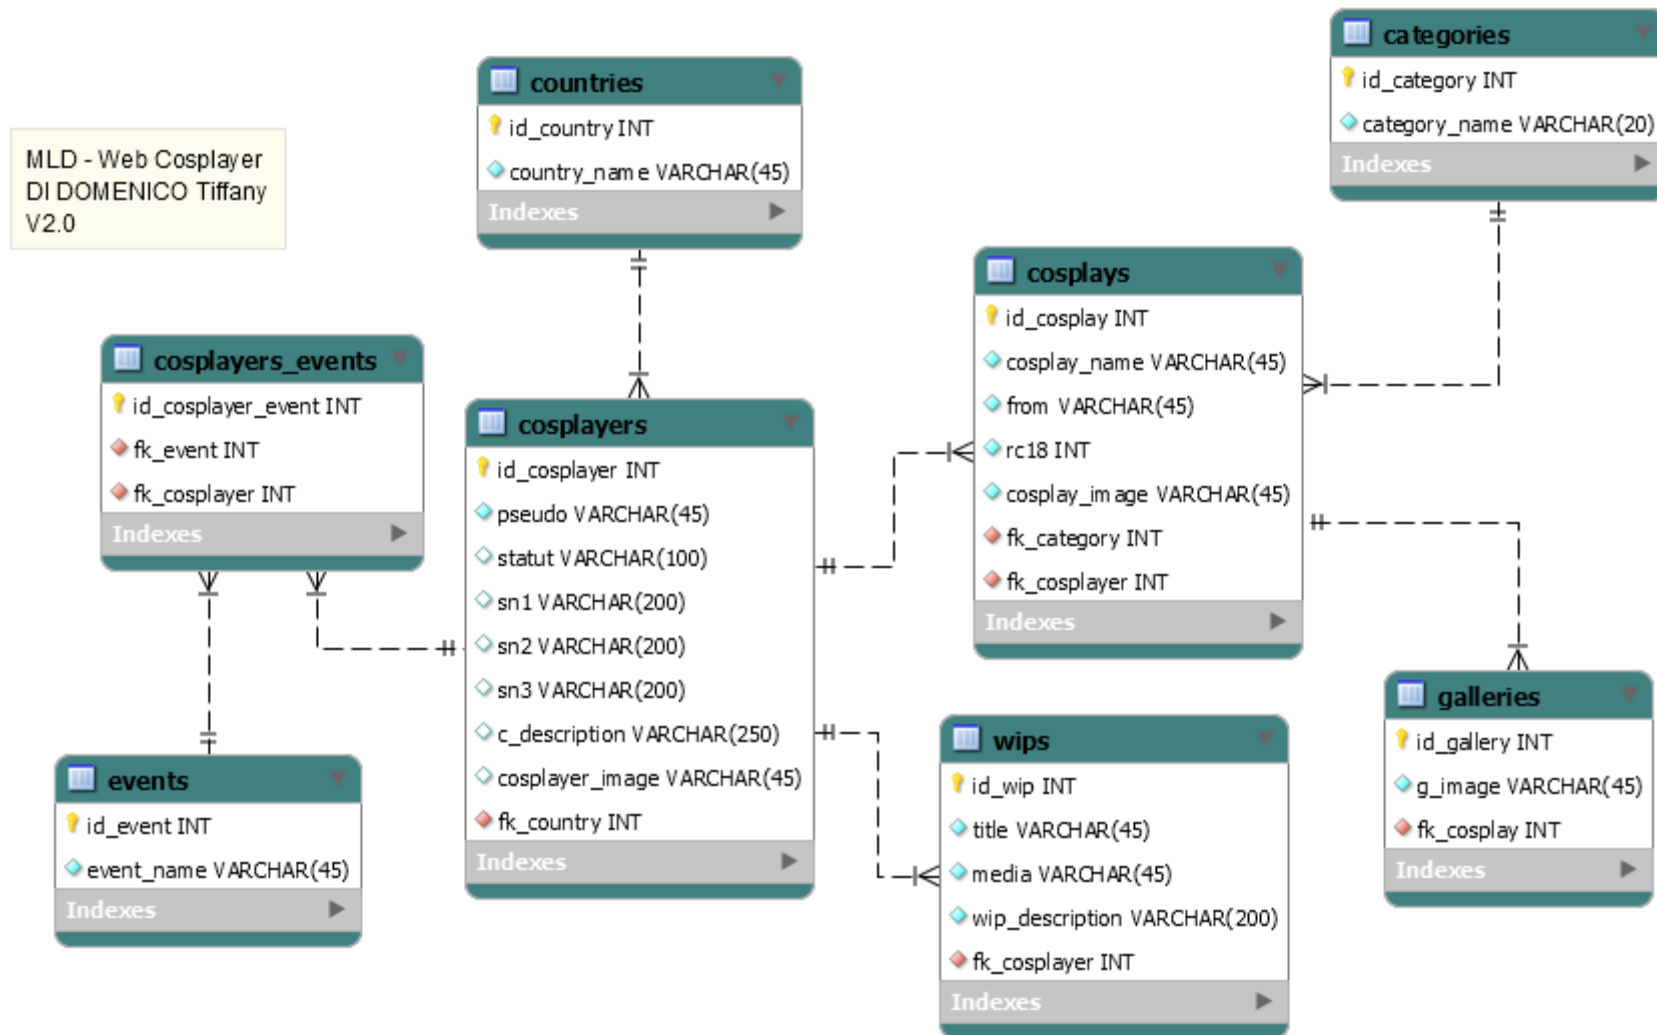 MLD - Web Cosplayer
DI DOMENICO Tiffany
V2.0
countries
id_country INT
country_name VARCHAR(45)
Indexes
categories
id_category INT
category_name VARCHAR(20)
Indexes
cosplayers_events
id_cosplayer_event INT
fk_event INT
fk_cosplayer INT
Indexes
cosplayers
id_cosplayer INT
pseudo VARCHAR(45)
statut VARCHAR(100)
sn1 VARCHAR(200)
sn2 VARCHAR(200)
sn3 VARCHAR(200)
c_description VARCHAR(250)
cosplayer_image VARCHAR(45)
fk_country INT
Indexes
cosplays
id_cosplay INT
cosplay_name VARCHAR(45)
from VARCHAR(45)
rc18 INT
cosplay_image VARCHAR(45)
fk_category INT
fk_cosplayer INT
Indexes
events
id_event INT
event_name VARCHAR(45)
Indexes
wips
id_wip INT
title VARCHAR(45)
media VARCHAR(45)
wip_description VARCHAR(200)
fk_cosplayer INT
Indexes
galleries
id_gallery INT
g_image VARCHAR(45)
fk_cosplay INT
Indexes